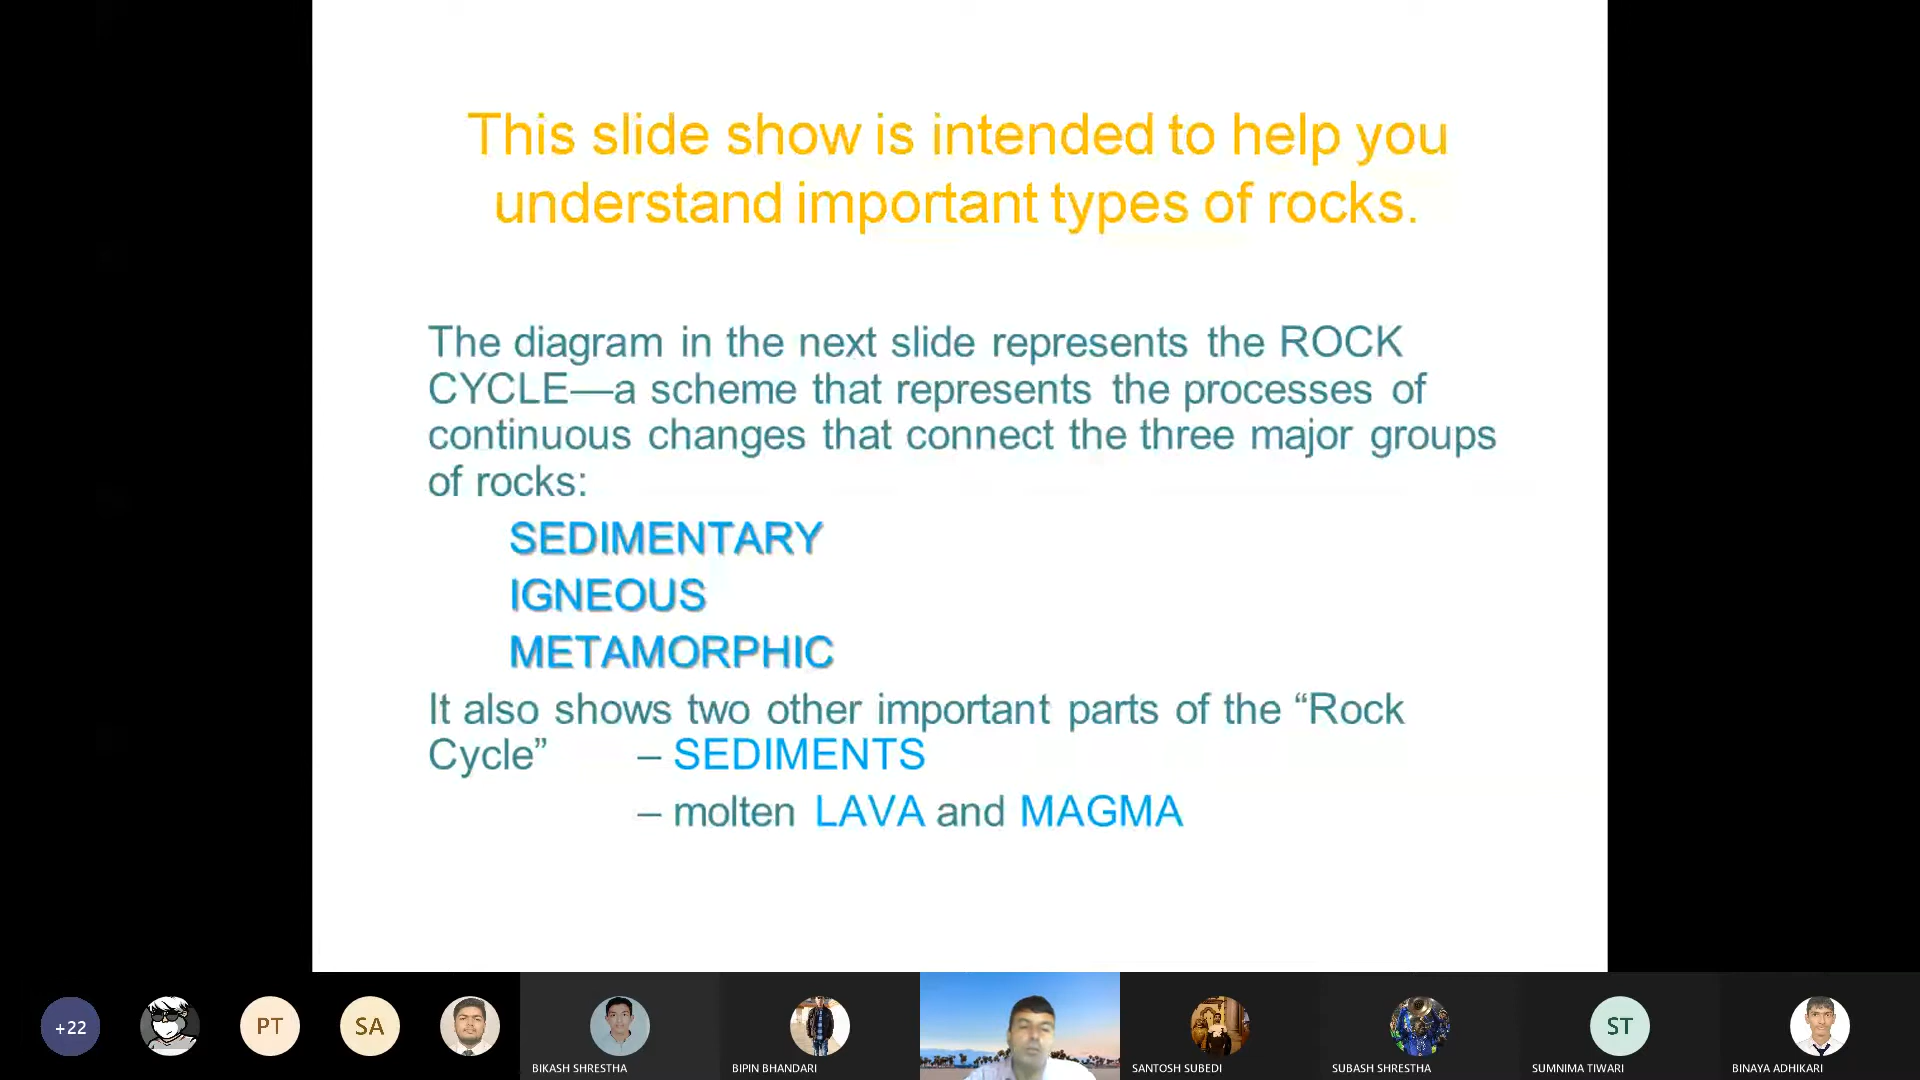 This slide show is intended to help you
understand important types of rocks.
The diagram in the next slide represents the ROCK
CYCLE—a scheme that represents the processes of
continuous changes that connect the three major groups
of rocks:
SEDIMENTARY
IGNEOUS
METAMORPHIC
It also shows two other important parts of the “Rock
Cycle” – SEDIMENTS
– molten LAVA and MAGMA
+22
PT
SA
BIKASH SHRESTHA
BIPIN BHANDARI
SANTOSH SUBEDI
SUBASH SHRESTHA
ST
SUMNIMA TIWARI
BINAYA ADHIKARI